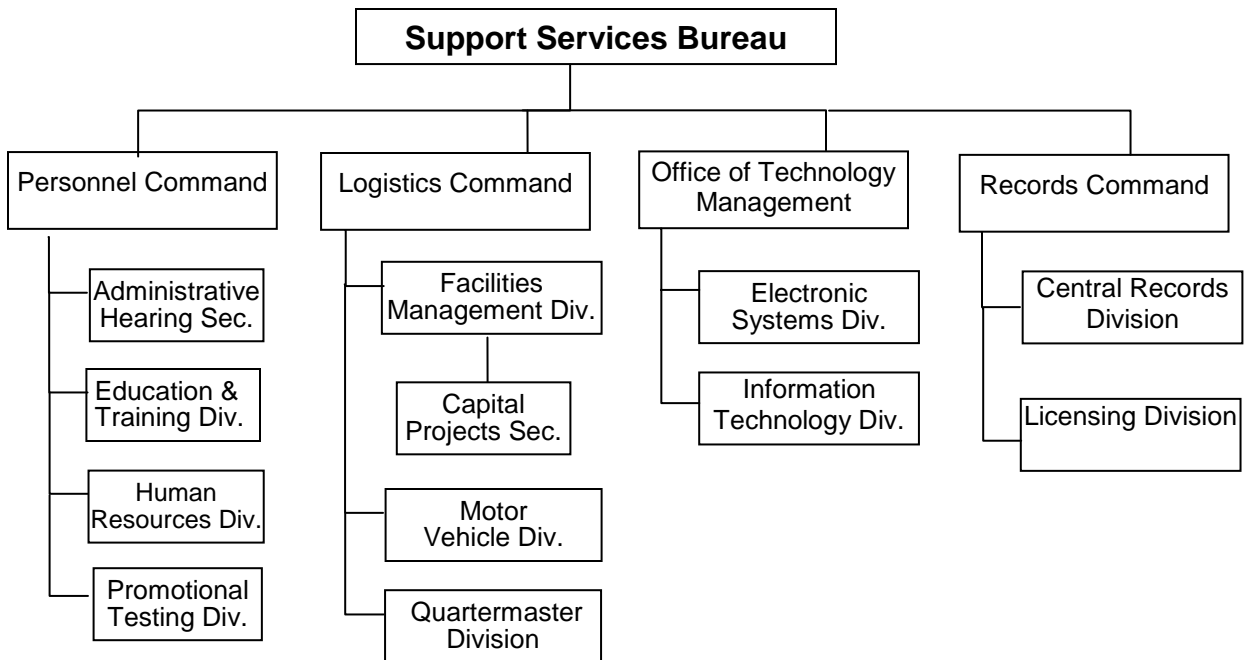 Support Services Bureau
Personnel Command
Logistics Command
Office of Technology
Management
Records Command
Administrative
Hearing Sec.
Education &
Training Div.
Human
Resources Div.
Promotional
Testing Div.
Facilities
Management Div.
Capital
Projects Sec.
Motor
Vehicle Div.
Quartermaster
Division
Electronic
Systems Div.
Information
Technology Div.
Central Records
Division
Licensing Division